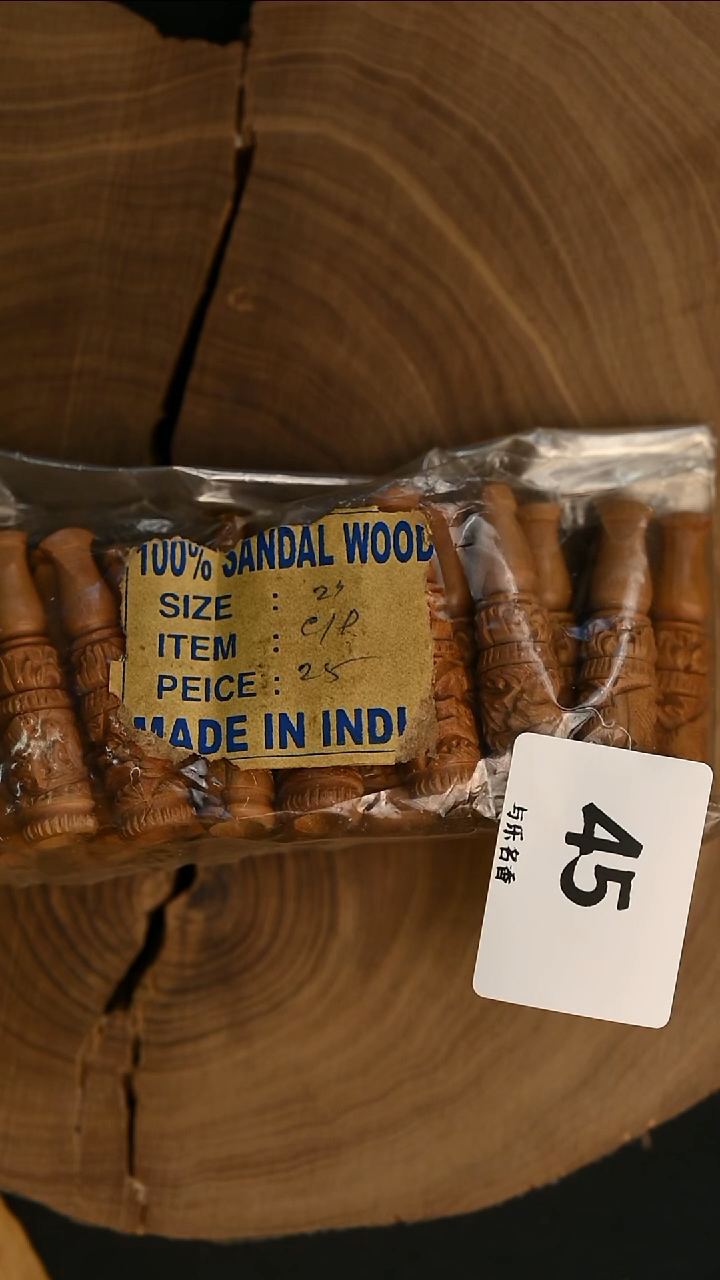 100% SANDAL WOOD
SIZE : 2"
ITEM : C/P
PEICE : 25
MADE IN INDI
45
与乐名香